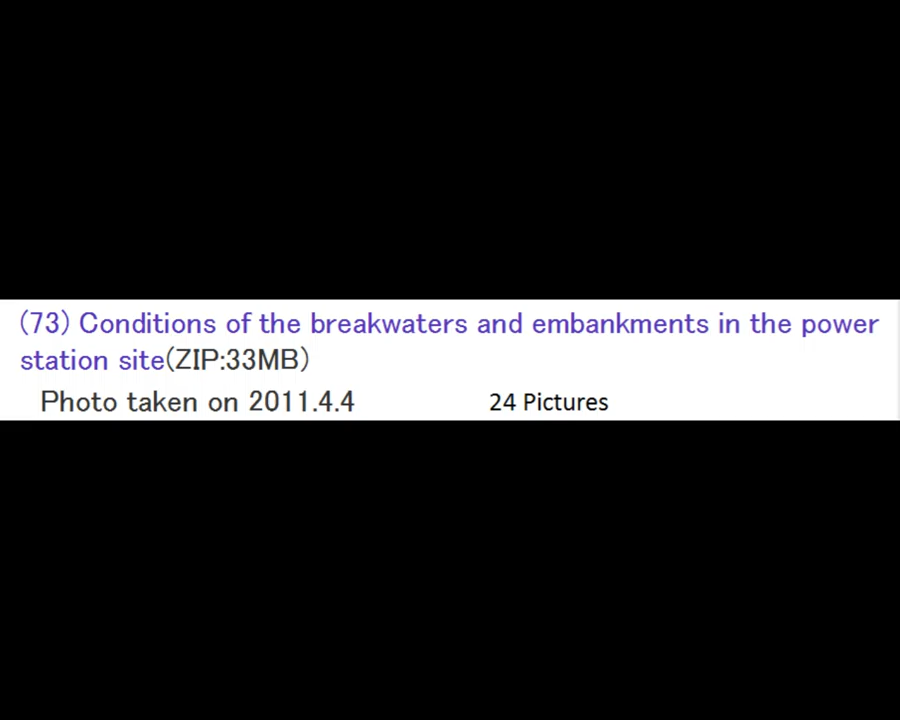 (73) Conditions of the breakwaters and embankments in the power
station site(ZIP:33MB)
Photo taken on 2011.4.4 24 Pictures